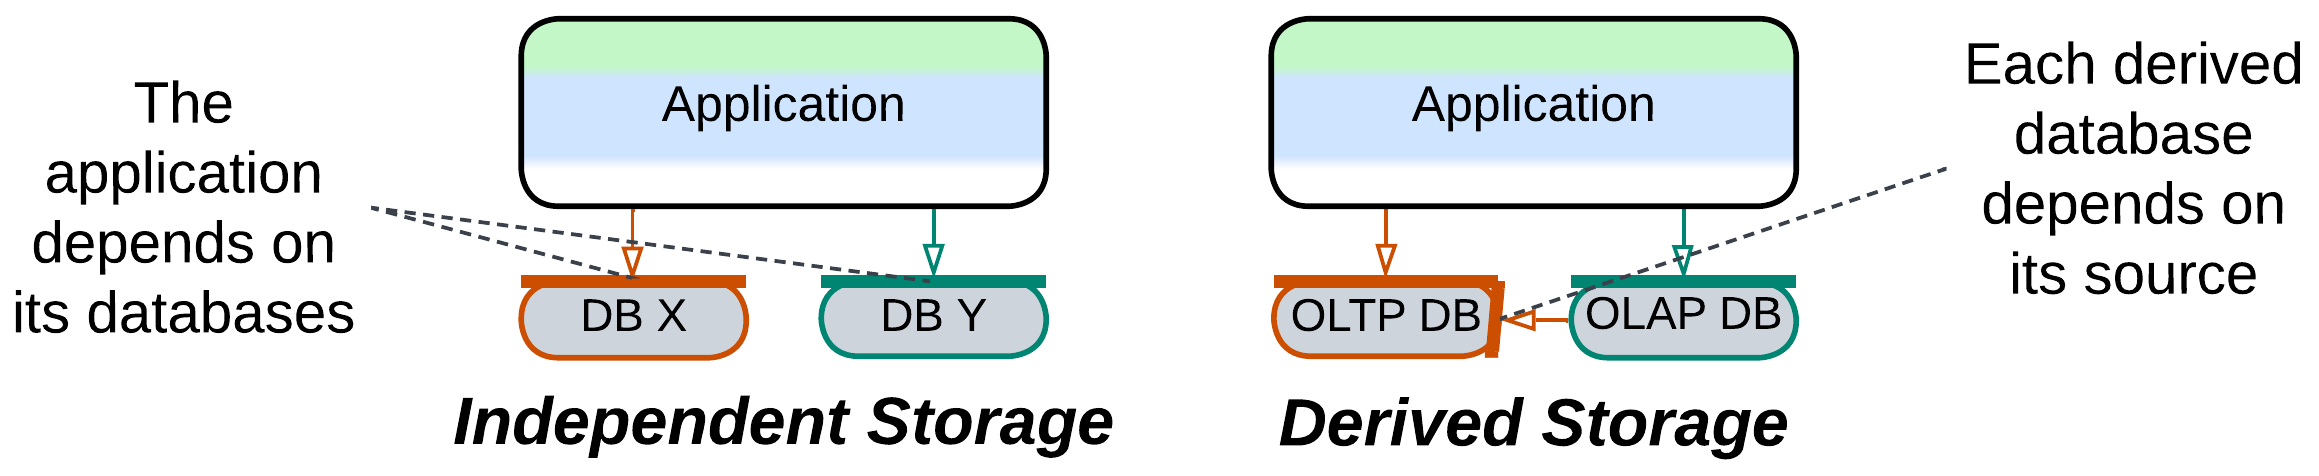 The
application
depends on
its databases
Application
DB X
DB Y
Independent Storage
Application
OLTP DB
OLAP DB
Derived Storage
Each derived
database
depends on
its source